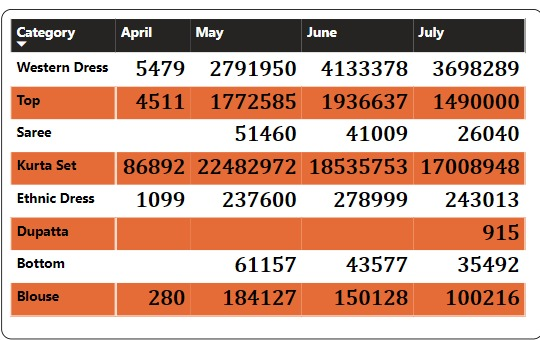 Category April May June July
Western Dress 5479 2791950 4133378 3698289
Top 4511 1772585 1936637 1490000
Saree 51460 41009 26040
Kurta Set 86892 22482972 18535753 17008948
Ethnic Dress 1099 237600 278999 243013
Dupatta 915
Bottom 61157 43577 35492
Blouse 280 184127 150128 100216